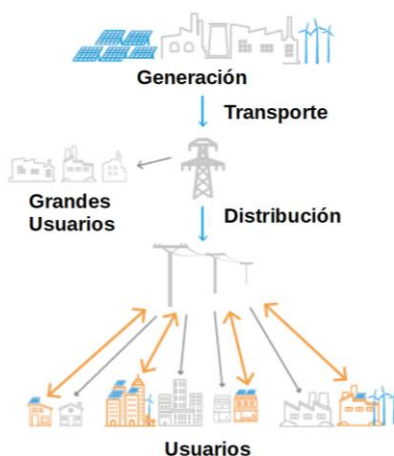 Generación
Transporte
Grandes
Usuarios
Distribución
Usuarios